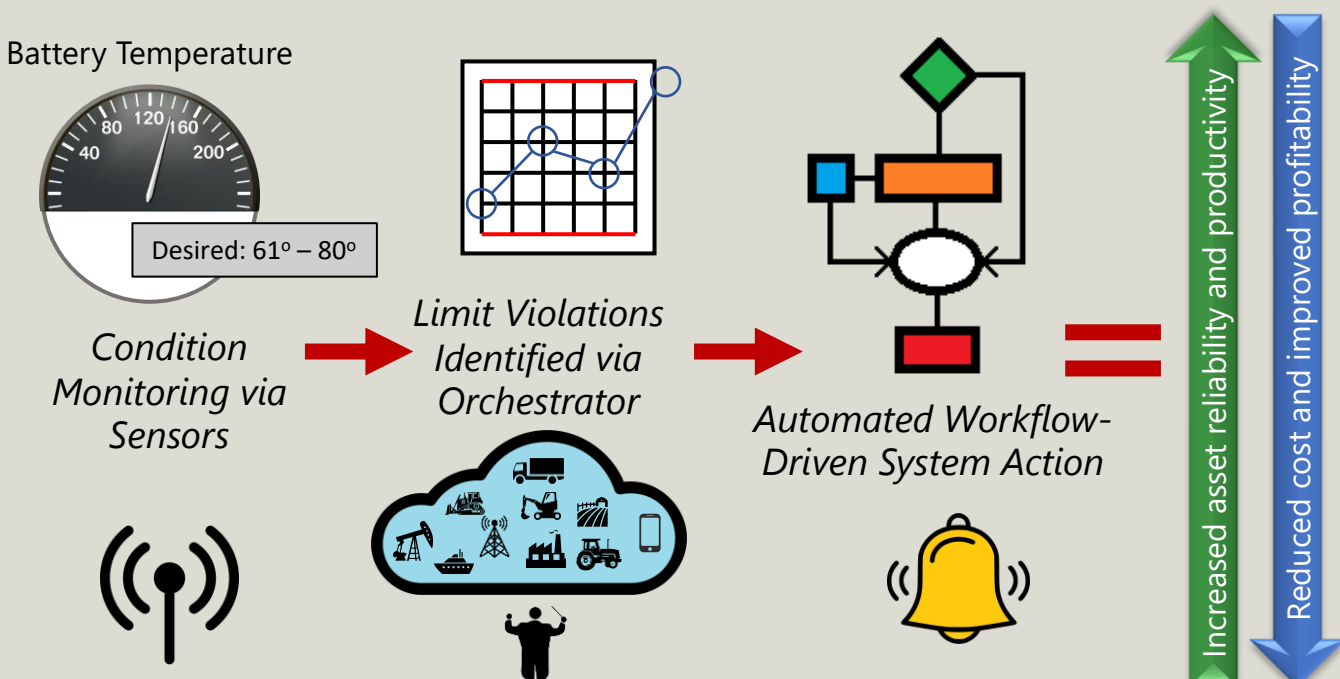 Battery Temperature
40
80
120
160
200
Desired: 61º – 80º
Condition
Monitoring via
Sensors
Limit Violations
Identified via
Orchestrator
Automated Workflow-
Driven System Action
Increased asset reliability and productivity
Reduced cost and improved profitability